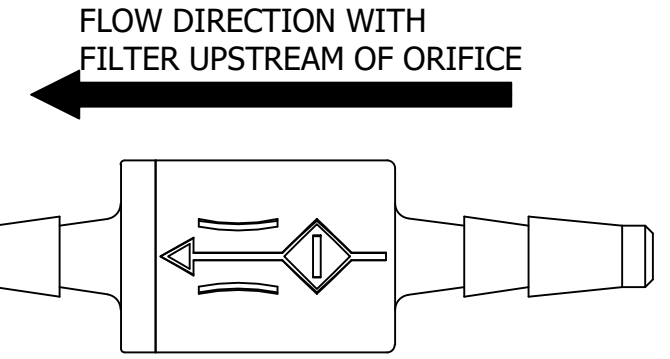 FLOW DIRECTION WITH
FILTER UPSTREAM OF ORIFICE